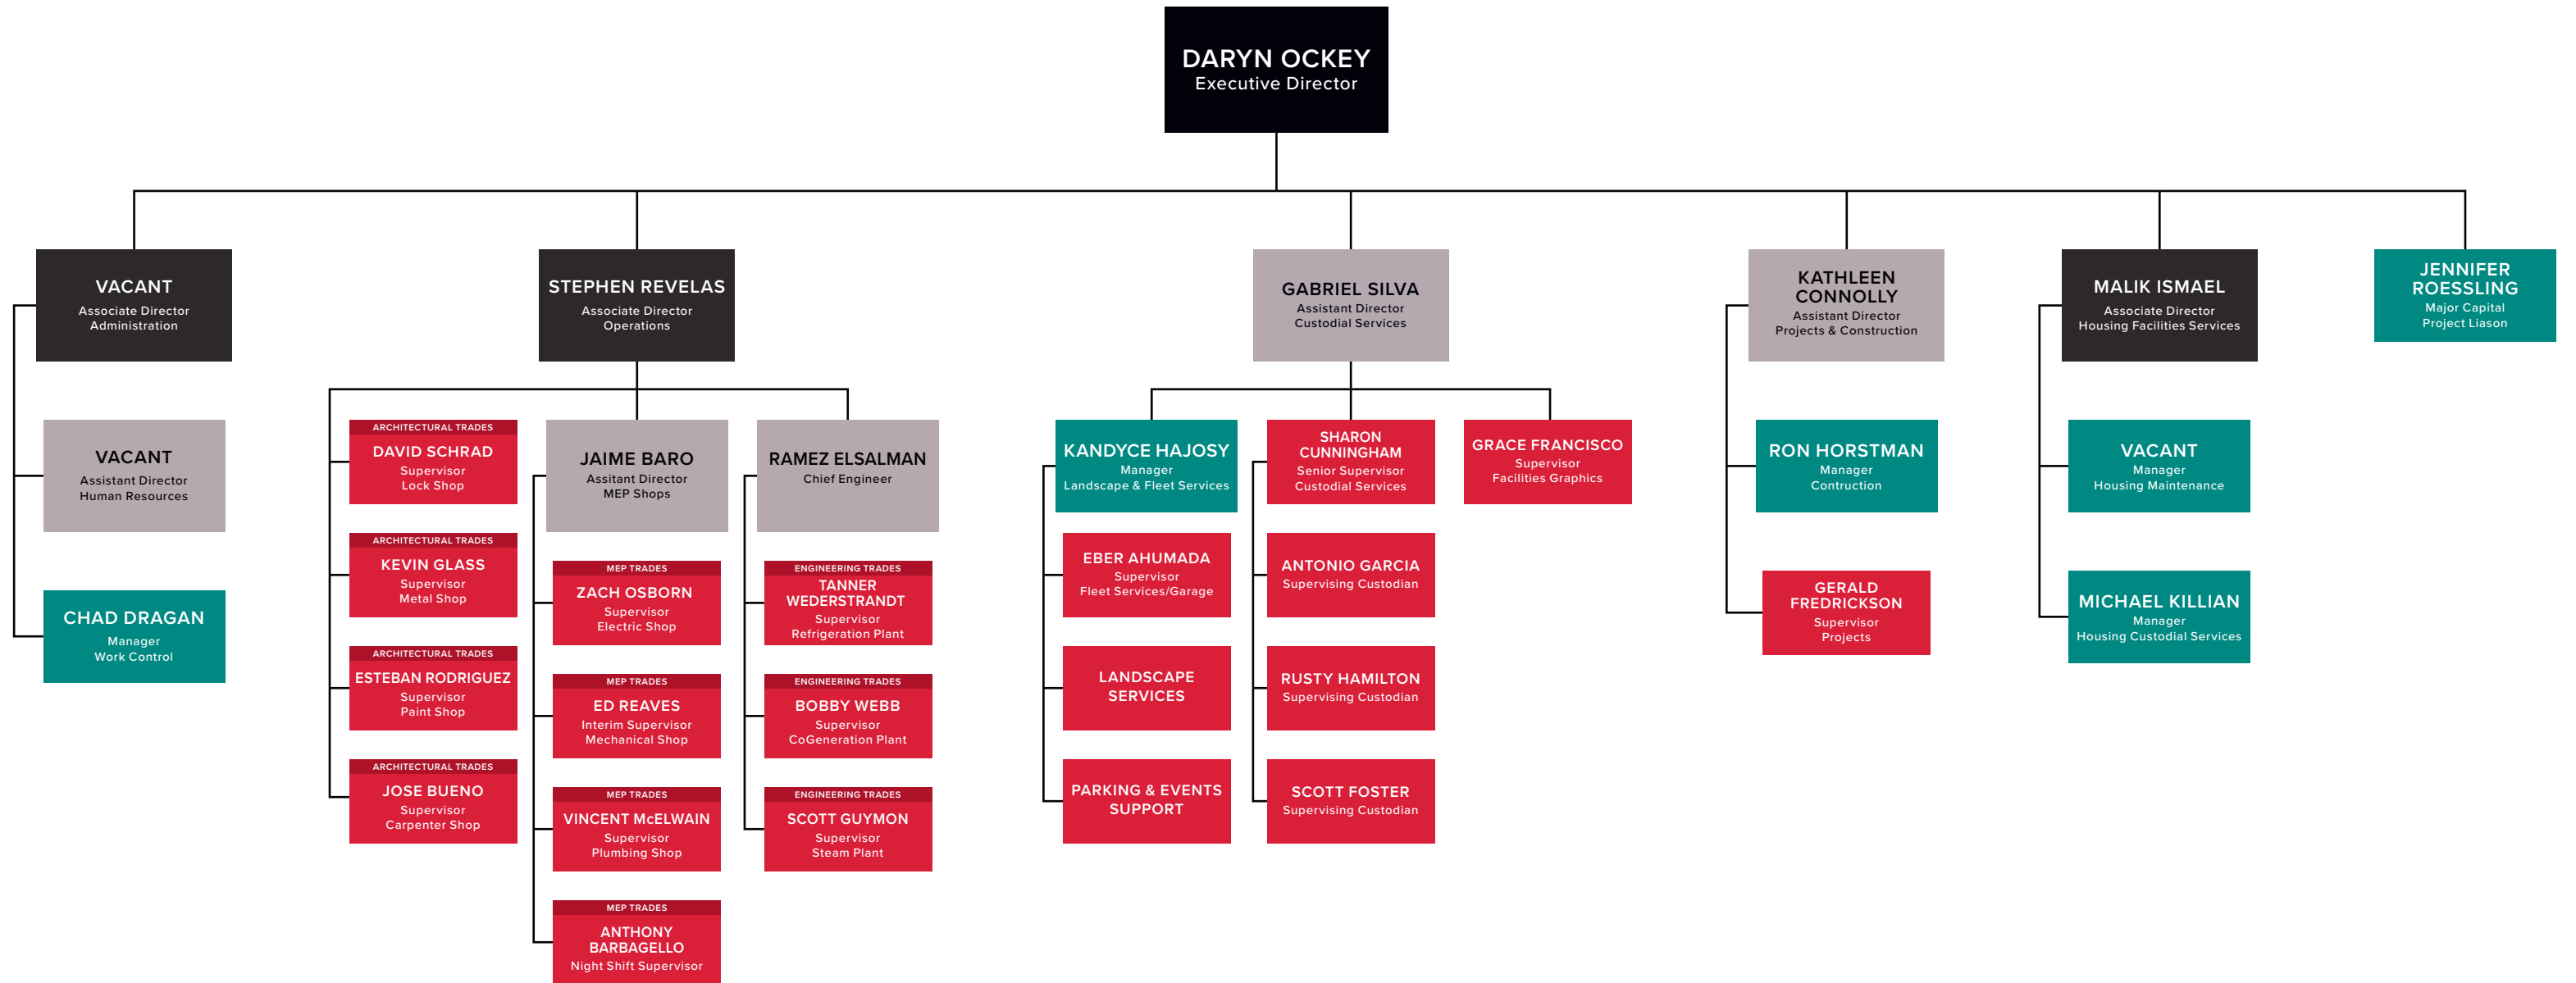 DARYN OCKEY
Executive Director
VACANT
Associate Director
Administration
VACANT
Assistant Director
Human Resources
CHAD DRAGAN
Manager
Work Control
STEPHEN REVELAS
Associate Director
Operations
ARCHITECTURAL TRADES
DAVID SCHRAD
Supervisor
Lock Shop
ARCHITECTURAL TRADES
KEVIN GLASS
Supervisor
Metal Shop
ARCHITECTURAL TRADES
ESTEBAN RODRIGUEZ
Supervisor
Paint Shop
ARCHITECTURAL TRADES
JOSE BUENO
Supervisor
Carpenter Shop
JAIME BARO
Assitant Director
MEP Shops
MEP TRADES
ZACH OSBORN
Supervisor
Electric Shop
MEP TRADES
ED REAVES
Interim Supervisor
Mechanical Shop
MEP TRADES
VINCENT McELWAIN
Supervisor
Plumbing Shop
MEP TRADES
ANTHONY
BARBAGELLO
Night Shift Supervisor
RAMEZ ELSALMAN
Chief Engineer
ENGINEERING TRADES
TANNER
WEDERSTRANDT
Supervisor
Refrigeration Plant
ENGINEERING TRADES
BOBBY WEBB
Supervisor
CoGeneration Plant
ENGINEERING TRADES
SCOTT GUYMON
Supervisor
Steam Plant
GABRIEL SILVA
Assistant Director
Custodial Services
KANDYCE HAJOSY
Manager
Landscape & Fleet Services
EBER AHUMADA
Supervisor
Fleet Services/Garage
LANDSCAPE
SERVICES
PARKING & EVENTS
SUPPORT
SHARON
CUNNINGHAM
Senior Supervisor
Custodial Services
ANTONIO GARCIA
Supervising Custodian
RUSTY HAMILTON
Supervising Custodian
SCOTT FOSTER
Supervising Custodian
GRACE FRANCISCO
Supervisor
Facilities Graphics
KATHLEEN
CONNOLLY
Assistant Director
Projects & Construction
RON HORSTMAN
Manager
Contruction
GERALD
FREDRICKSON
Supervisor
Projects
MALIK ISMAEL
Associate Director
Housing Facilities Services
VACANT
Manager
Housing Maintenance
MICHAEL KILLIAN
Manager
Housing Custodial Services
JENNIFER
ROESSLING
Major Capital
Project Liason